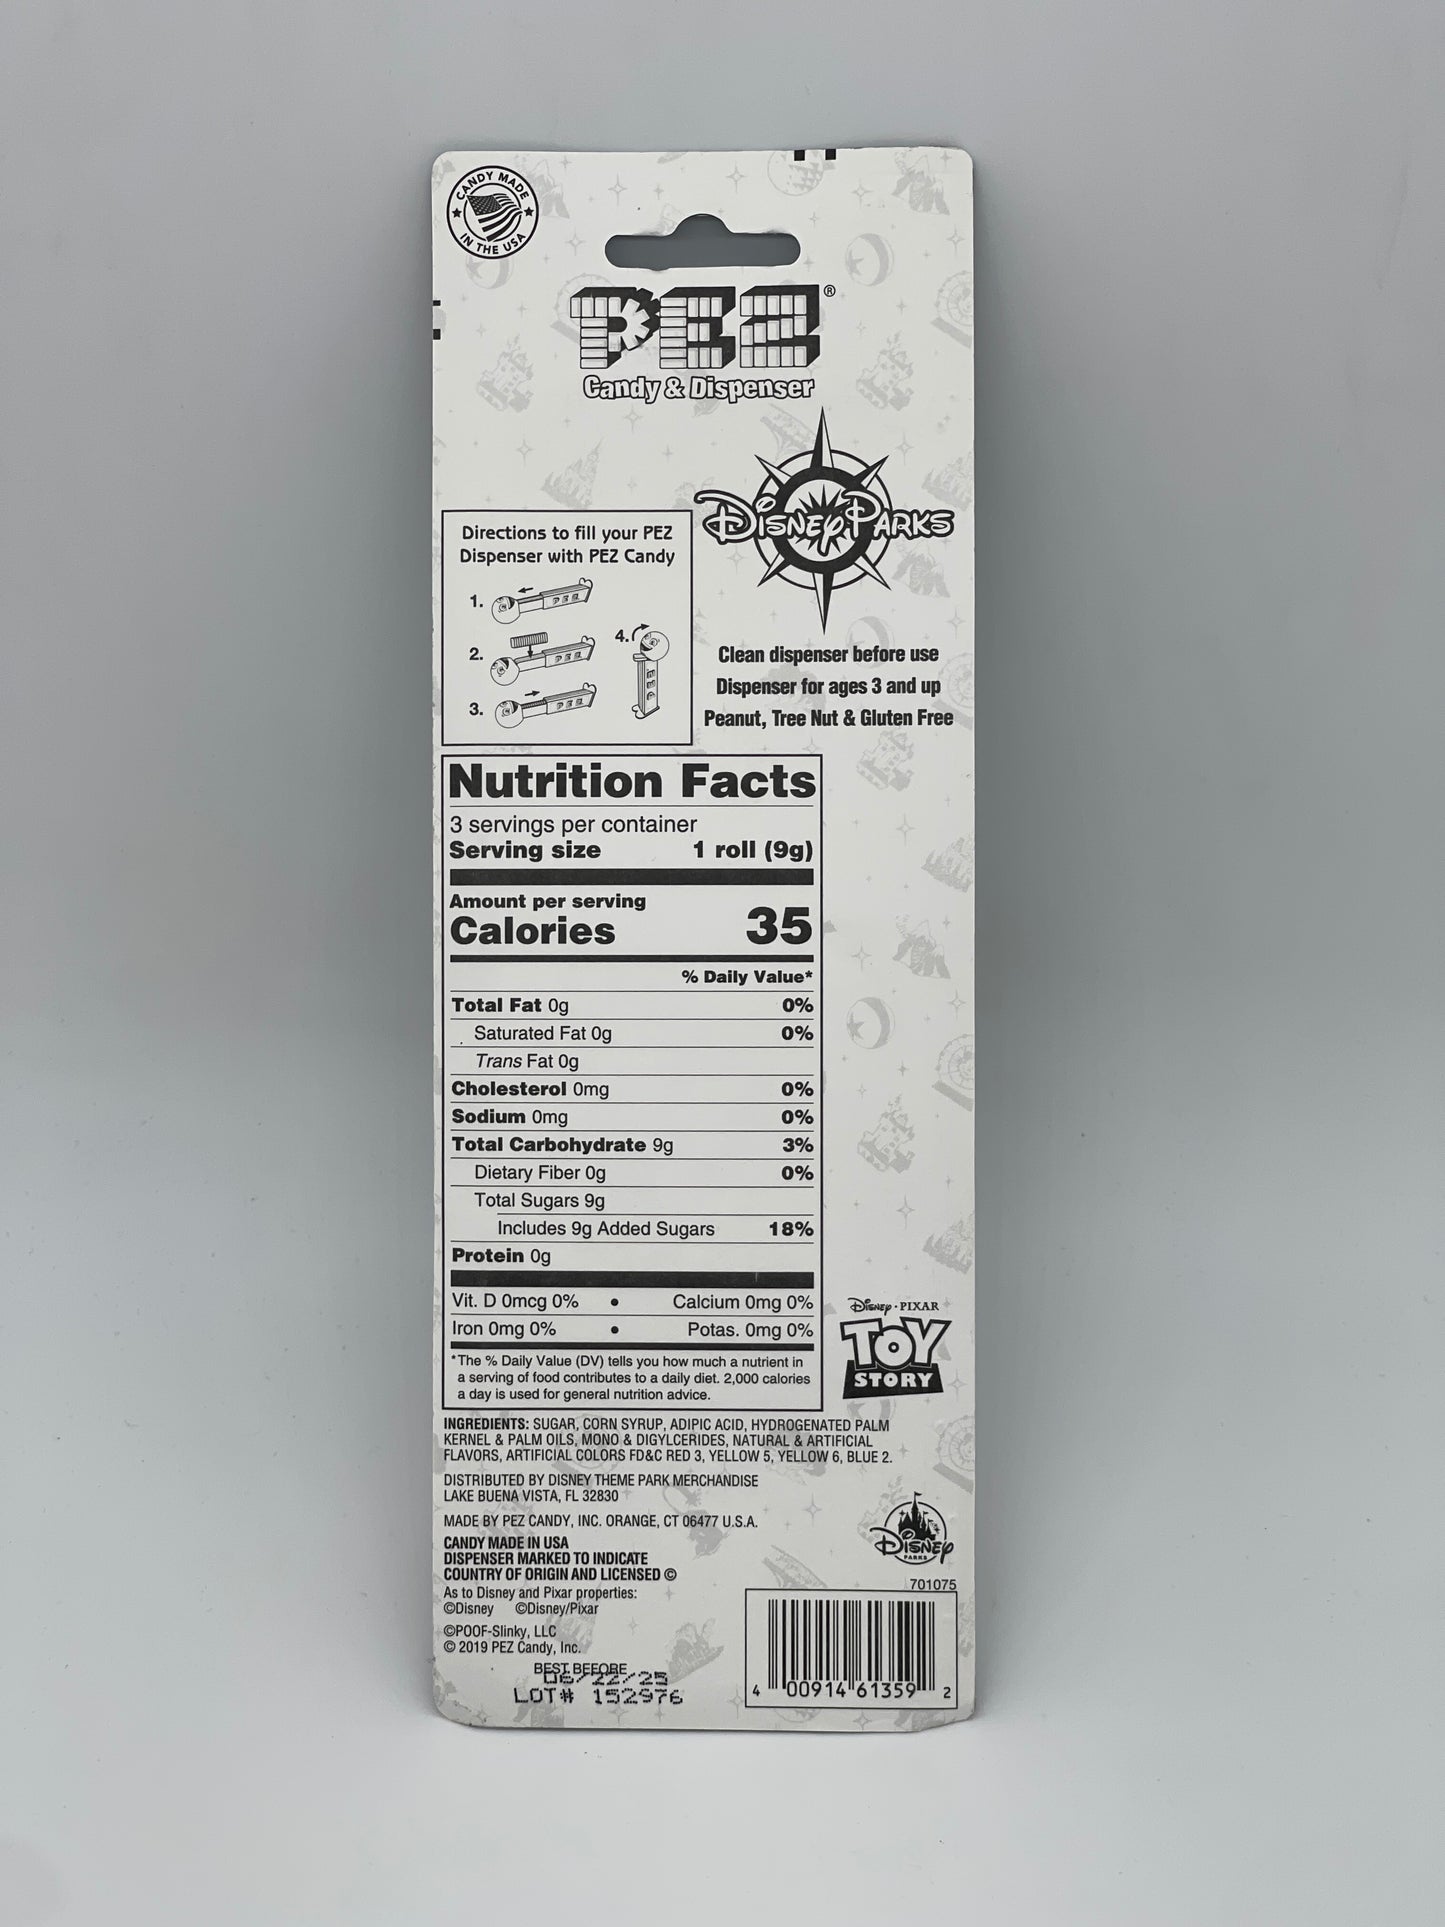 CANDY MADE
IN THE USA
PEZ®
Candy & Dispenser
Disney Parks
Directions to fill your PEZ
Dispenser with PEZ Candy
1.
2.
3.
4.
Clean dispenser before use
Dispenser for ages 3 and up
Peanut, Tree Nut & Gluten Free
Nutrition Facts
3 servings per container
Serving size 1 roll (9g)
Amount per serving
Calories 35
% Daily Value*
Total Fat 0g 0%
Saturated Fat 0g 0%
Trans Fat 0g
Cholesterol 0mg 0%
Sodium 0mg 0%
Total Carbohydrate 9g 3%
Dietary Fiber 0g 0%
Total Sugars 9g
Includes 9g Added Sugars 18%
Protein 0g
Vit. D 0mcg 0% • Calcium 0mg 0%
Iron 0mg 0% • Potas. 0mg 0%
*The % Daily Value (DV) tells you how much a nutrient in
a serving of food contributes to a daily diet. 2,000 calories
a day is used for general nutrition advice.
Disney • PIXAR
TOY
STORY
INGREDIENTS: SUGAR, CORN SYRUP, ADIPIC ACID, HYDROGENATED PALM
KERNEL & PALM OILS, MONO & DIGYLCERIDES, NATURAL & ARTIFICIAL
FLAVORS, ARTIFICIAL COLORS FD&C RED 3, YELLOW 5, YELLOW 6, BLUE 2.
DISTRIBUTED BY DISNEY THEME PARK MERCHANDISE
LAKE BUENA VISTA, FL 32830
MADE BY PEZ CANDY, INC. ORANGE, CT 06477 U.S.A.
CANDY MADE IN USA
DISPENSER MARKED TO INDICATE
COUNTRY OF ORIGIN AND LICENSED ©
As to Disney and Pixar properties:
©Disney ©Disney/Pixar
©POOF-Slinky, LLC
© 2019 PEZ Candy, Inc.
BEST BEFORE
06/22/25
LOT# 152976
Disney
PARKS
701075
4 00914 61359 2